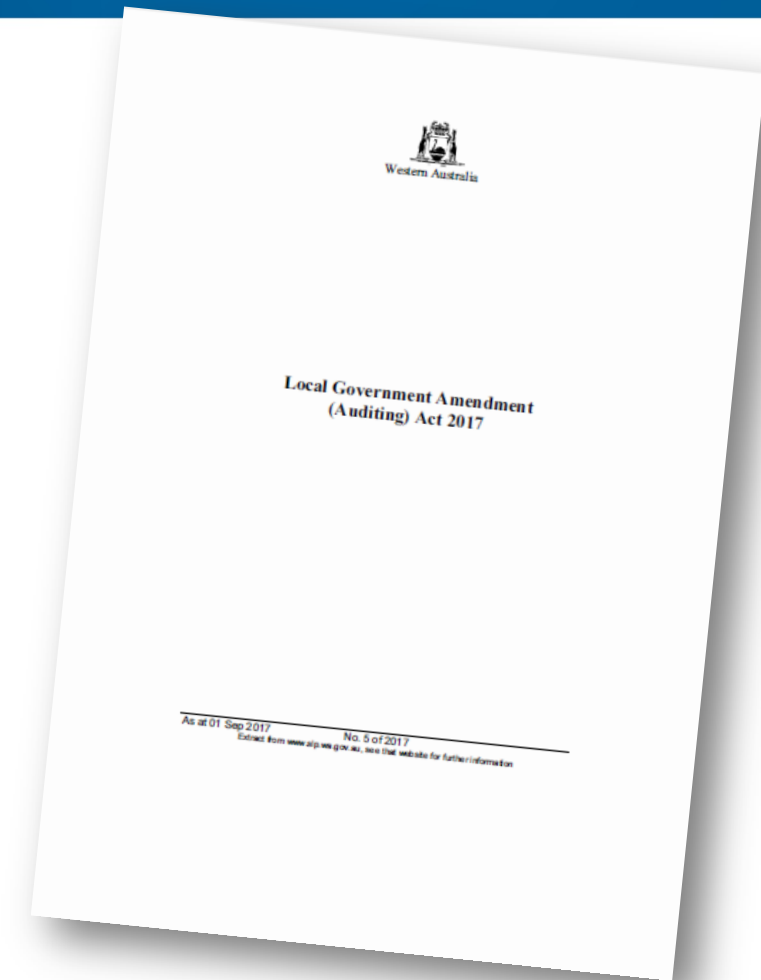 Western Australia
Local Government Amendment
(Auditing) Act 2017
As at 01 Sep 2017 No. 5 of 2017
Extract from www.slp.wa.gov.au, see that website for further information